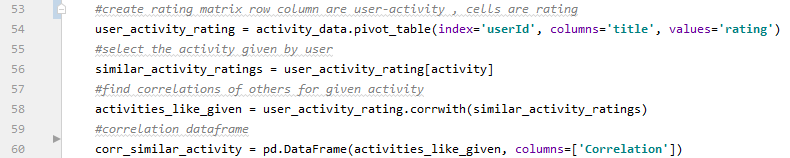 53 #create rating matrix row column are user-activity , cells are rating
54 user_activity_rating = activity_data.pivot_table(index='userId', columns='title', values='rating')
55 #select the activity given by user
56 similar_activity_ratings = user_activity_rating[activity]
57 #find correlations of others for given activity
58 activities_like_given = user_activity_rating.corrwith(similar_activity_ratings)
59 #correlation dataframe
60 corr_similar_activity = pd.DataFrame(activities_like_given, columns=['Correlation'])